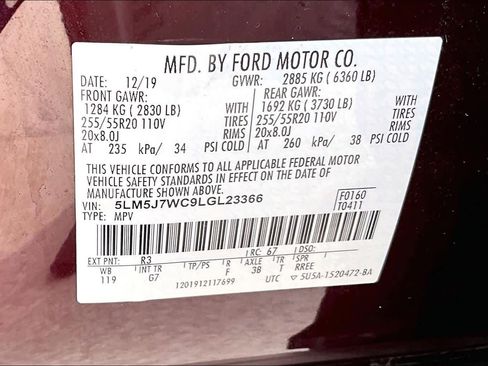 MFD. BY FORD MOTOR CO.
DATE: 12/19 GVWR: 2885 KG ( 6360 LB)
FRONT GAWR: REAR GAWR:
1284 KG ( 2830 LB) WITH 1692 KG ( 3730 LB) WITH
255/55R20 110V TIRES 255/55R20 110V TIRES
20x8.0J RIMS 20x8.0J RIMS
AT 235 kPa/ 34 PSI COLD AT 260 kPa/ 38 PSI COLD
THIS VEHICLE CONFORMS TO ALL APPLICABLE FEDERAL MOTOR
VEHICLE SAFETY AND THEFT PREVENTION STANDARDS IN EFFECT ON THE DATE OF
MANUFACTURE SHOWN ABOVE.
VIN: 5LM5J7WC9LGL23366 F0160
TYPE: MPV T0411
EXT PNT: R3 RC: 67 DSO:
WB INT TR TP/PS R AXLE TR SPR
119 G7 F 38 T RREE
1201912117699 UTC 5U5A-1520472-BA